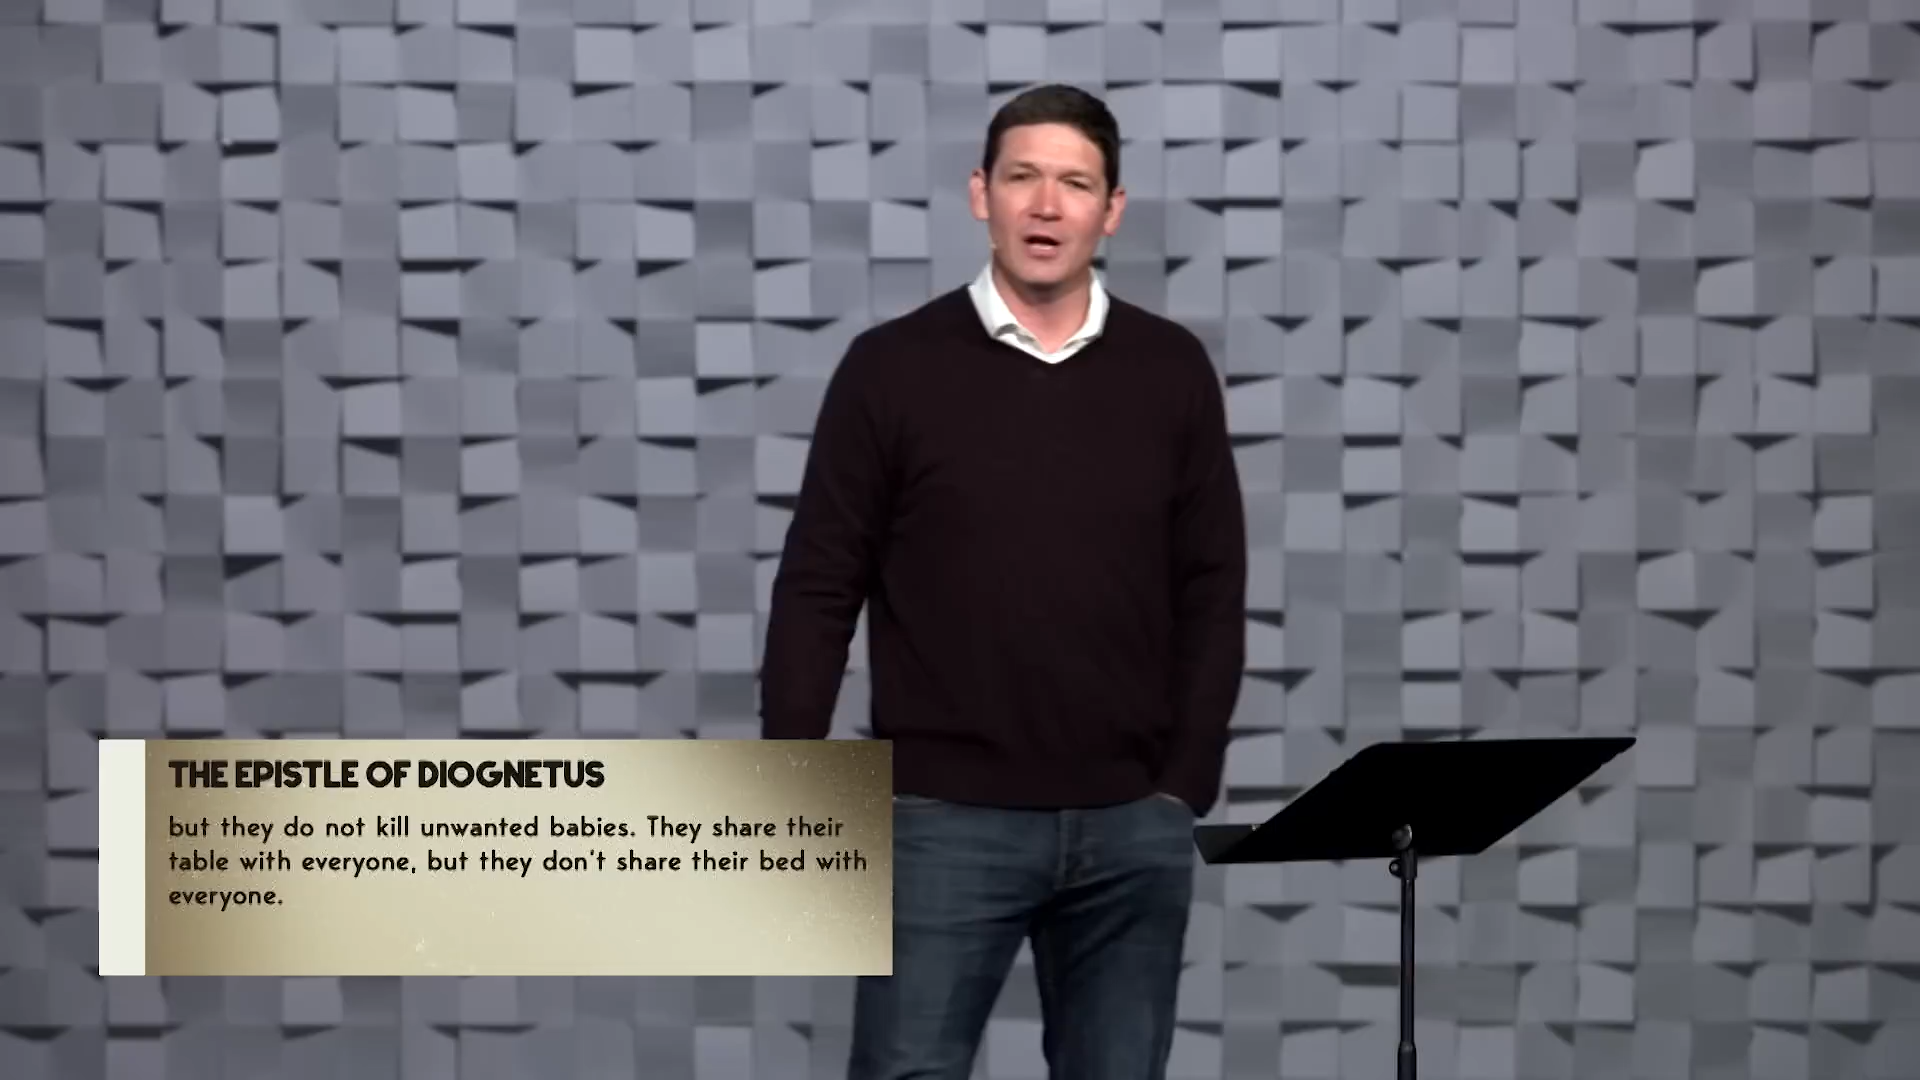 THE EPISTLE OF DIOGNETUS
but they do not kill unwanted babies. They share their
table with everyone, but they don't share their bed with
everyone.